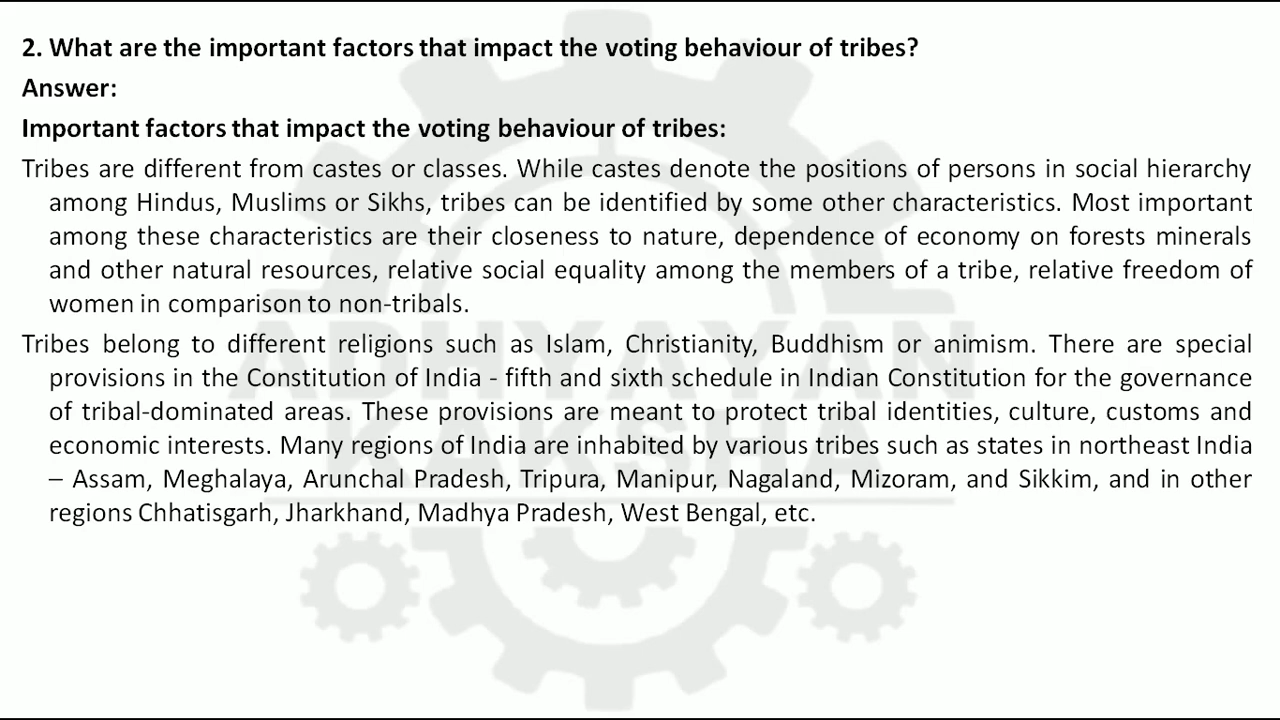 2. What are the important factors that impact the voting behaviour of tribes?
Answer:
Important factors that impact the voting behaviour of tribes:
Tribes are different from castes or classes. While castes denote the positions of persons in social hierarchy
among Hindus, Muslims or Sikhs, tribes can be identified by some other characteristics. Most important
among these characteristics are their closeness to nature, dependence of economy on forests minerals
and other natural resources, relative social equality among the members of a tribe, relative freedom of
women in comparison to non-tribals.
Tribes belong to different religions such as Islam, Christianity, Buddhism or animism. There are special
provisions in the Constitution of India - fifth and sixth schedule in Indian Constitution for the governance
of tribal-dominated areas. These provisions are meant to protect tribal identities, culture, customs and
economic interests. Many regions of India are inhabited by various tribes such as states in northeast India
– Assam, Meghalaya, Arunchal Pradesh, Tripura, Manipur, Nagaland, Mizoram, and Sikkim, and in other
regions Chhatisgarh, Jharkhand, Madhya Pradesh, West Bengal, etc.
ADHYAYAN
KAKSHA